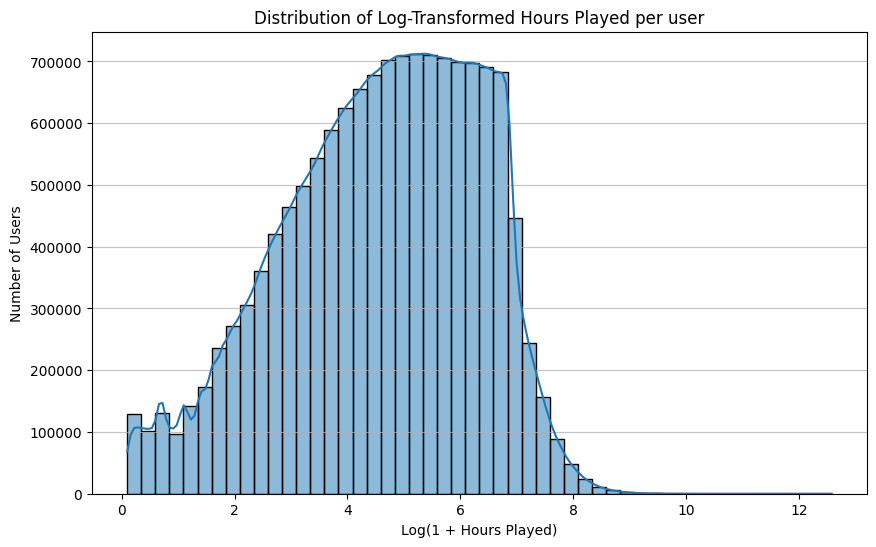 Distribution of Log-Transformed Hours Played per user
Number of Users
700000
600000
500000
400000
300000
200000
100000
0
0 2 4 6 8 10 12
Log(1 + Hours Played)